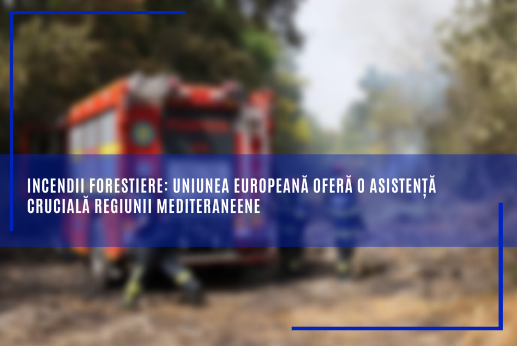 INCENDII FORESTIERE: UNIUNEA EUROPEANĂ OFERĂ O ASISTENȚĂ
CRUCIALĂ REGIUNII MEDITERANEENE